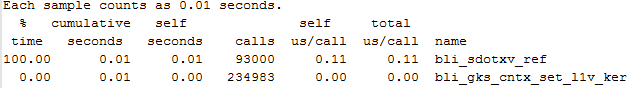 Each sample counts as 0.01 seconds.
% cumulative self self total
time seconds seconds calls us/call us/call name
100.00 0.01 0.01 93000 0.11 0.11 bli_sdotxv_ref
0.00 0.01 0.00 234983 0.00 0.00 bli_gks_cntx_set_l1v_ker